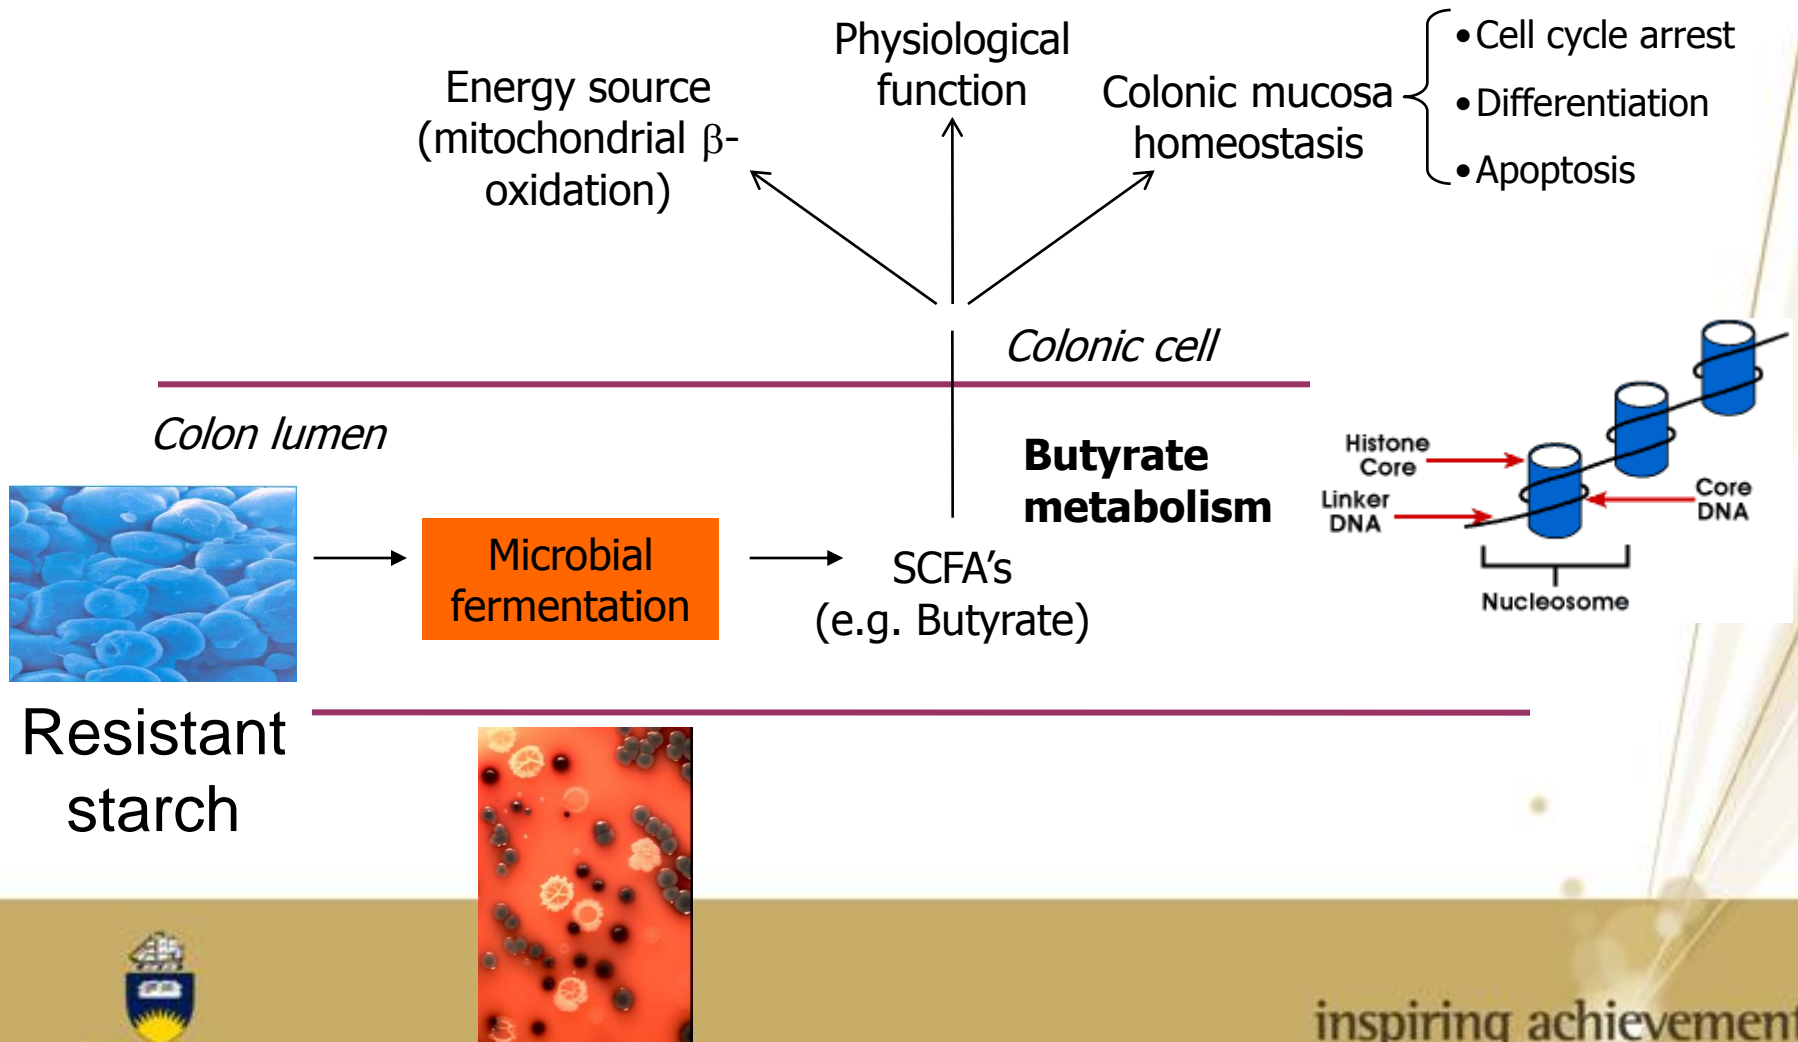 Physiological
function
Energy source
(mitochondrial β-
oxidation)
Colonic mucosa
homeostasis
•Cell cycle arrest
•Differentiation
•Apoptosis
Colonic cell
Colon lumen
Butyrate
metabolism
Microbial
fermentation
SCFA’s
(e.g. Butyrate)
Resistant
starch
Histone
Core
Linker
DNA
Core
DNA
Nucleosome
inspiring achievement